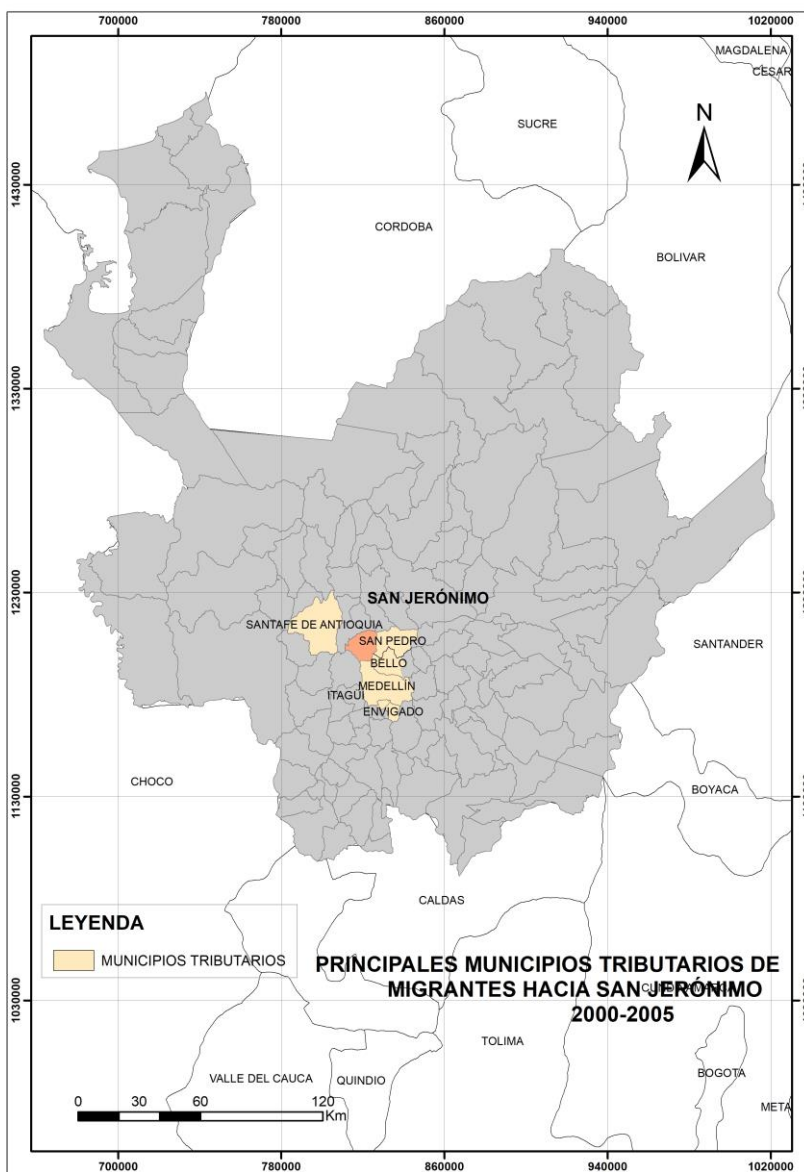 700000 780000 860000 940000 1020000
MAGDALENA
CESAR
N
SUCRE
1430000
CORDOBA
BOLIVAR
1330000
1230000
SAN JERÓNIMO
SANTAFE DE ANTIOQUIA
SAN PEDRO
SANTANDER
BELLO
MEDELLÍN
ITAGÜI
ENVIGADO
CHOCO
BOYACA
1130000
CALDAS
LEYENDA
MUNICIPIOS TRIBUTARIOS
PRINCIPALES MUNICIPIOS TRIBUTARIOS DE
MIGRANTES HACIA SAN JERÓNIMO
2000-2005
1030000
TOLIMA
VALLE DEL CAUCA
QUINDIO
BOGOTA
META
0 30 60 120
Km
700000 780000 860000 940000 1020000